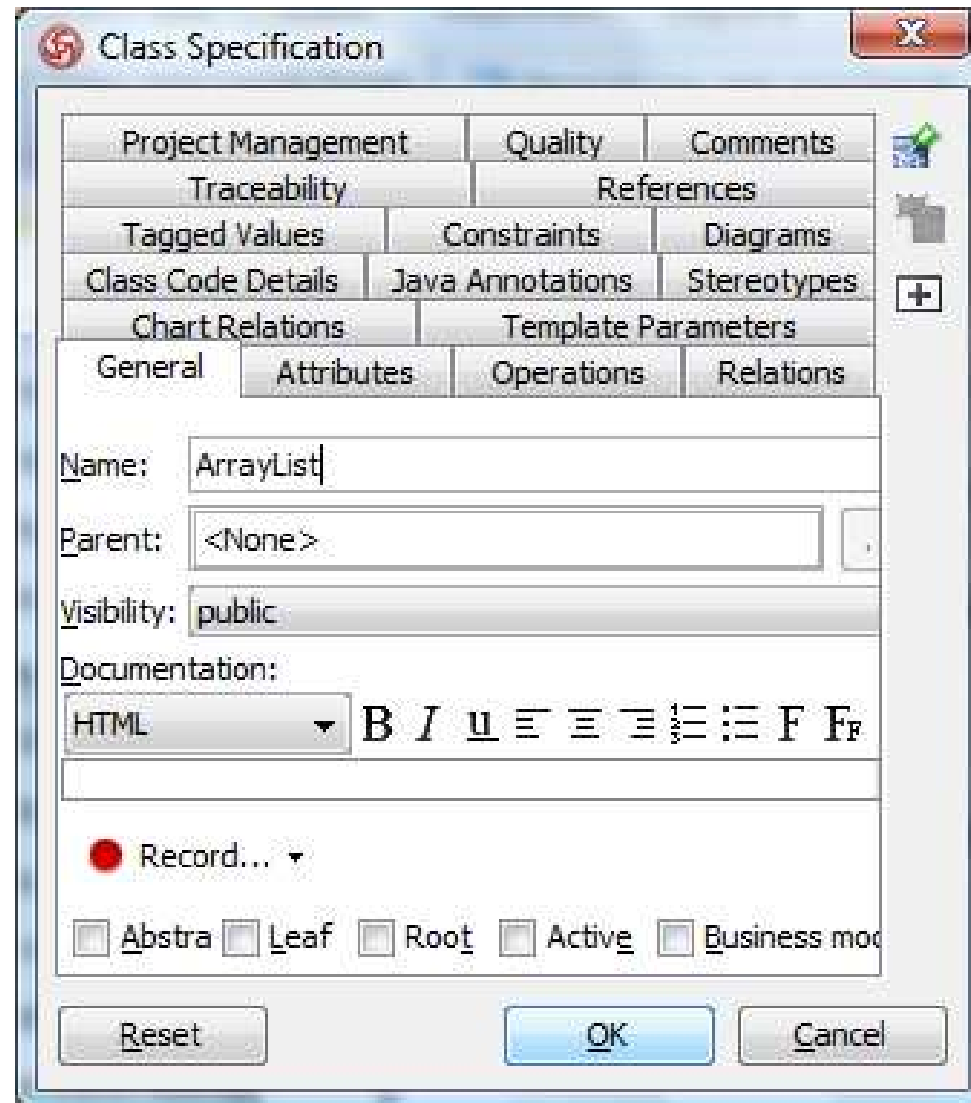 Class Specification
X
Project Management Quality Comments
Traceability References
Tagged Values Constraints Diagrams
Class Code Details Java Annotations Stereotypes
Chart Relations Template Parameters
General Attributes Operations Relations
Name: ArrayList
Parent: <None> .
Visibility: public
Documentation:
HTML B I u F FF
Record...
Abstra Leaf Root Active Business mod
Reset OK Cancel